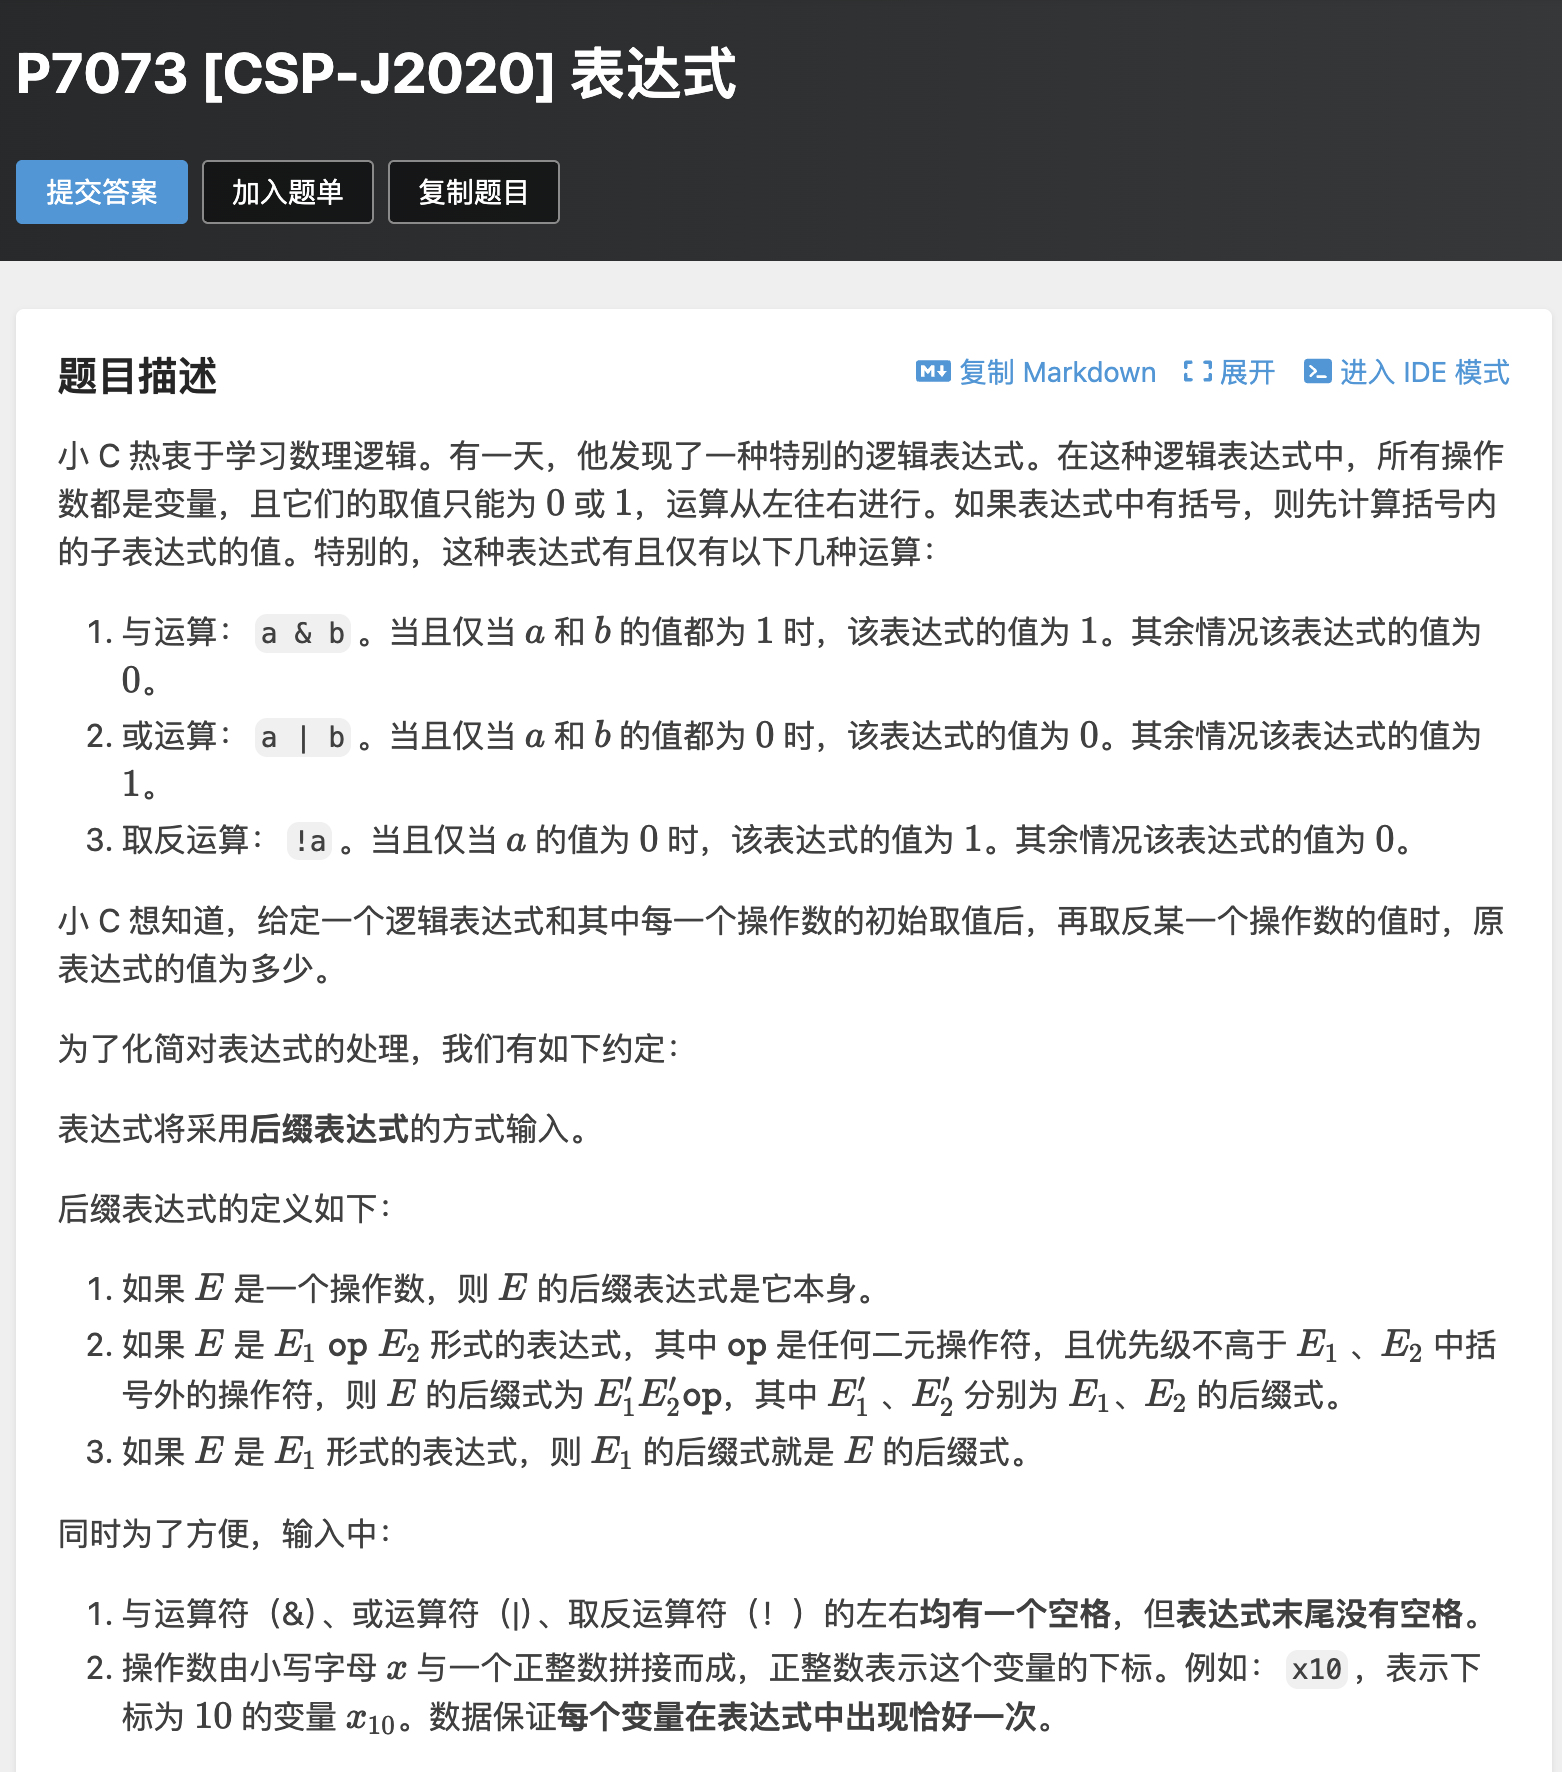 P7073 [CSP-J2020] 表达式
提交答案 加入题单 复制题目
题目描述 复制 Markdown 展开 进入 IDE 模式
小 C 热衷于学习数理逻辑。有一天，他发现了一种特别的逻辑表达式。在这种逻辑表达式中，所有操作
数都是变量，且它们的取值只能为 0 或 1，运算从左往右进行。如果表达式中有括号，则先计算括号内
的子表达式的值。特别的，这种表达式有且仅有以下几种运算：
1. 与运算： a & b 。当且仅当 a 和 b 的值都为 1 时，该表达式的值为 1。其余情况该表达式的值为
0。
2. 或运算： a | b 。当且仅当 a 和 b 的值都为 0 时，该表达式的值为 0。其余情况该表达式的值为
1。
3. 取反运算： !a 。当且仅当 a 的值为 0 时，该表达式的值为 1。其余情况该表达式的值为 0。
小 C 想知道，给定一个逻辑表达式和其中每一个操作数的初始取值后，再取反某一个操作数的值时，原
表达式的值为多少。
为了化简对表达式的处理，我们有如下约定：
表达式将采用后缀表达式的方式输入。
后缀表达式的定义如下：
1. 如果 E 是一个操作数，则 E 的后缀表达式是它本身。
2. 如果 E 是 E₁ op E₂ 形式的表达式，其中 op 是任何二元操作符，且优先级不高于 E₁ 、E₂ 中括
号外的操作符，则 E 的后缀式为 E₁′E₂′op，其中 E₁′ 、E₂′ 分别为 E₁、E₂ 的后缀式。
3. 如果 E 是 E₁ 形式的表达式，则 E₁ 的后缀式就是 E 的后缀式。
同时为了方便，输入中：
1. 与运算符（&）、或运算符（|）、取反运算符（！）的左右均有一个空格，但表达式末尾没有空格。
2. 操作数由小写字母 x 与一个正整数拼接而成，正整数表示这个变量的下标。例如： x10 ，表示下
标为 10 的变量 x₁₀。数据保证每个变量在表达式中出现恰好一次。